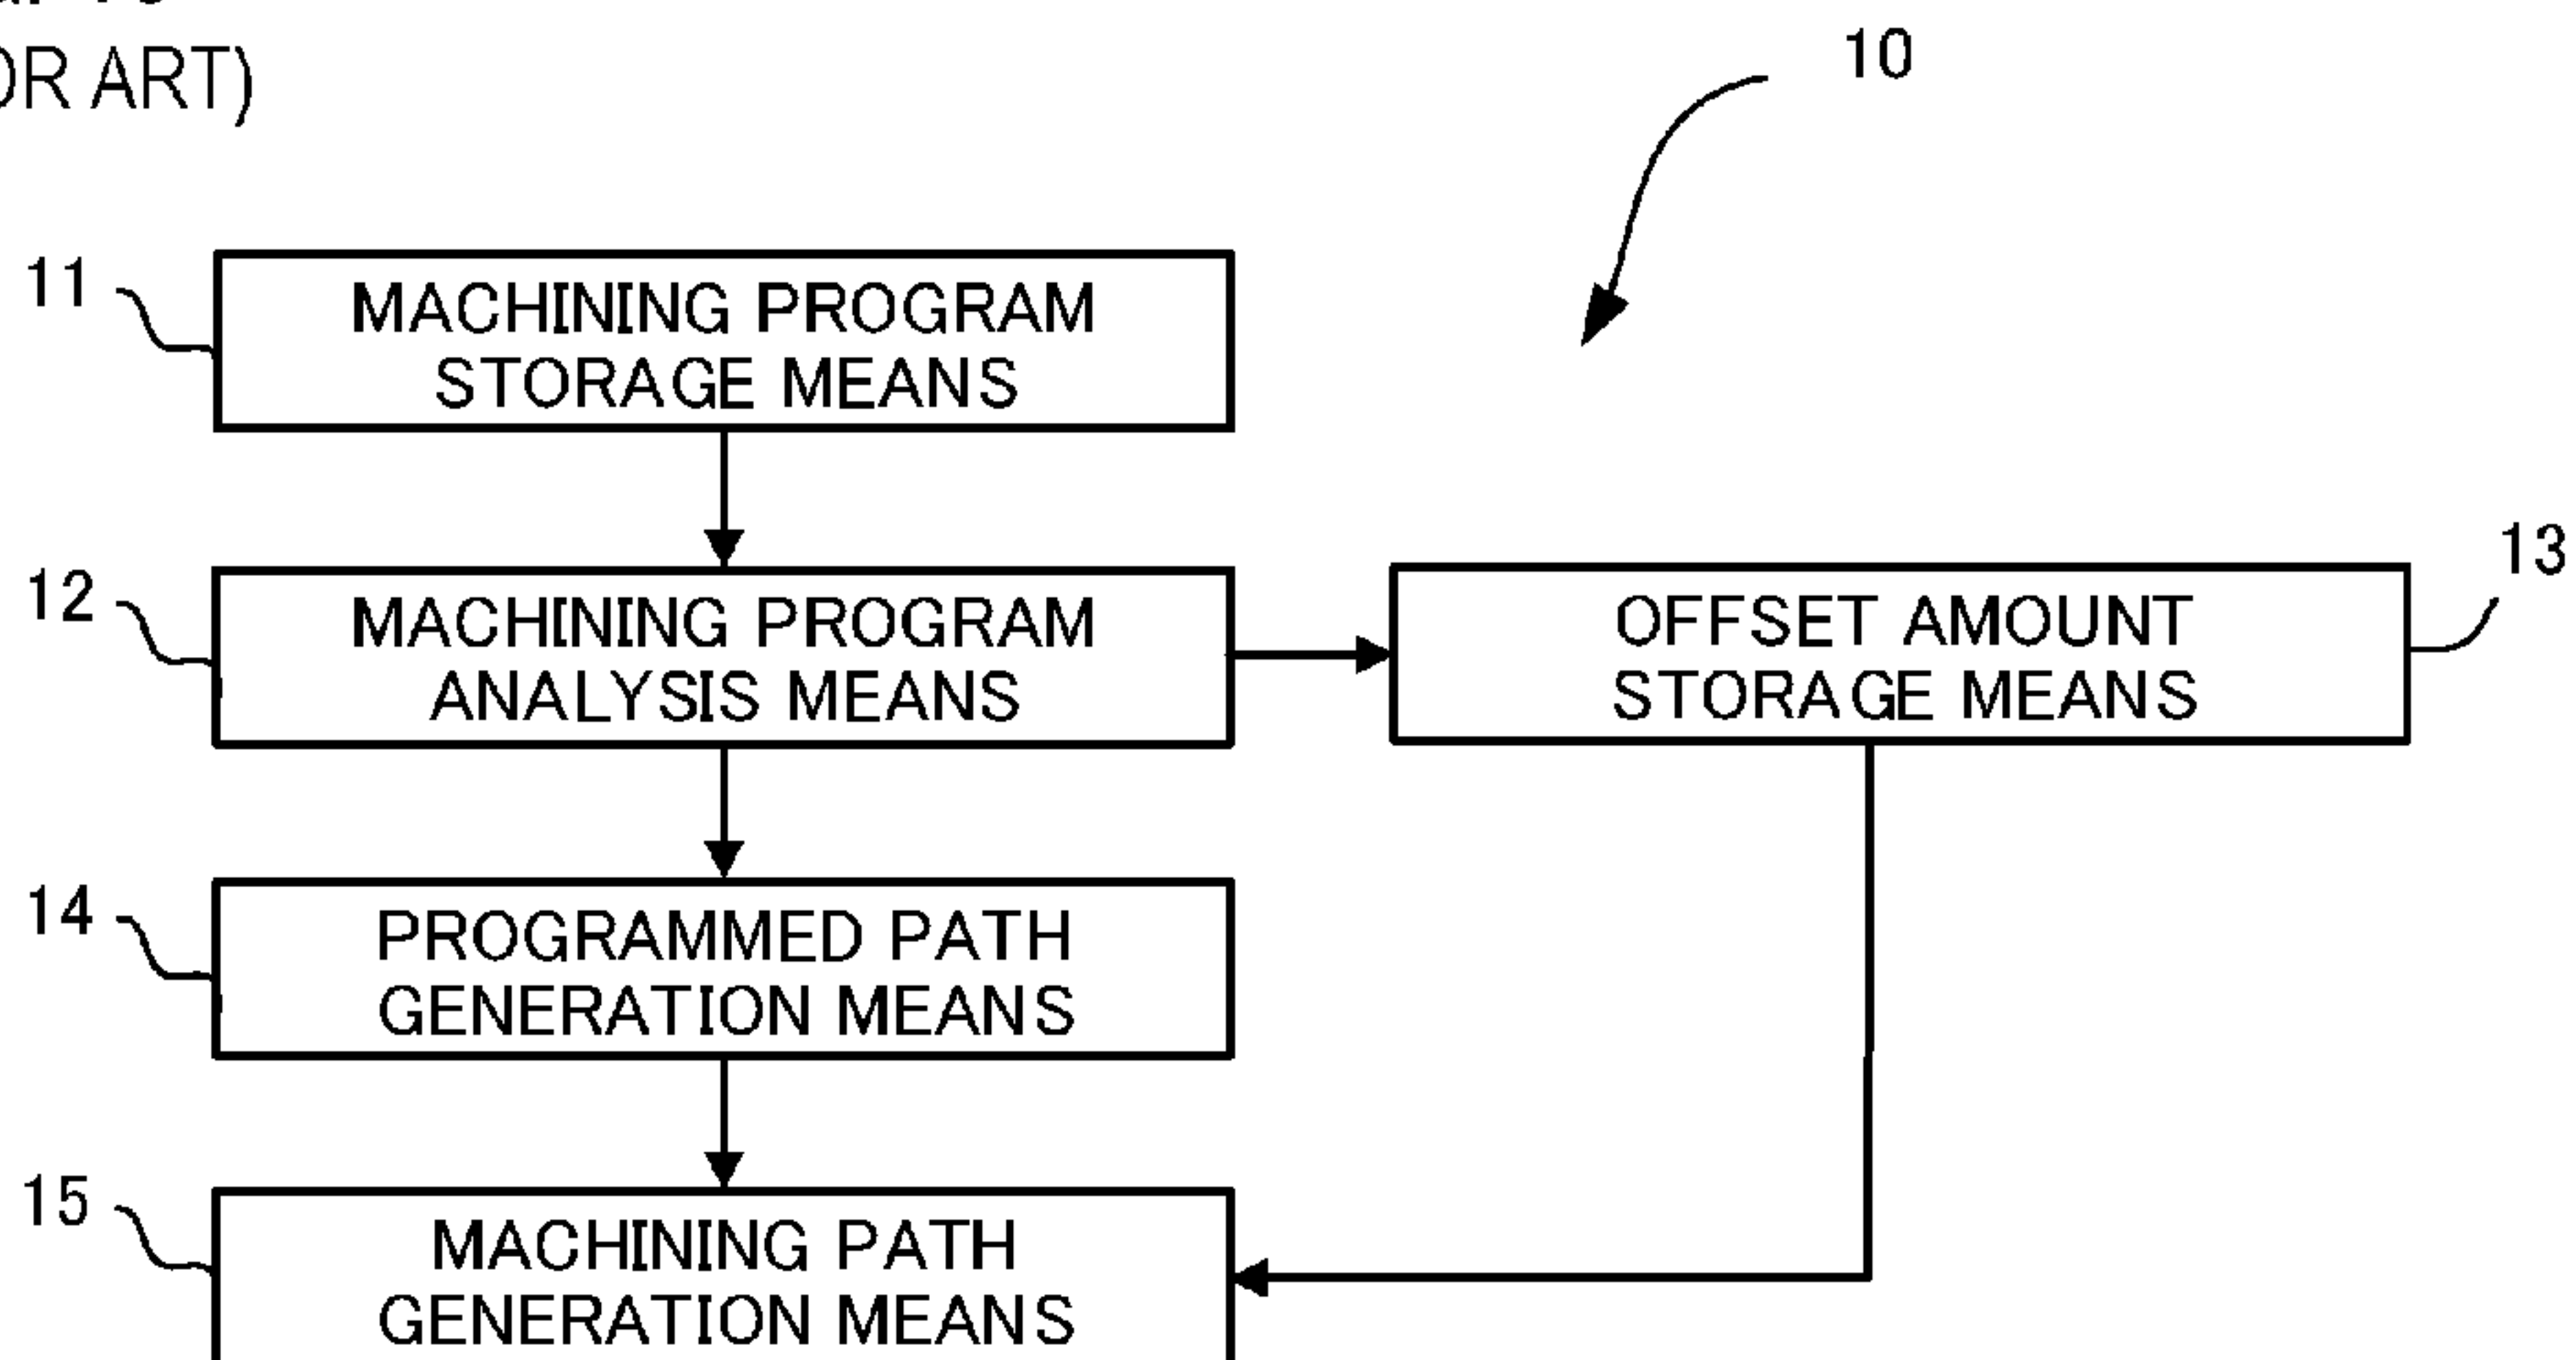 OR ART)
10
11
MACHINING PROGRAM
STORAGE MEANS
12
MACHINING PROGRAM
ANALYSIS MEANS
13
OFFSET AMOUNT
STORAGE MEANS
14
PROGRAMMED PATH
GENERATION MEANS
15
MACHINING PATH
GENERATION MEANS